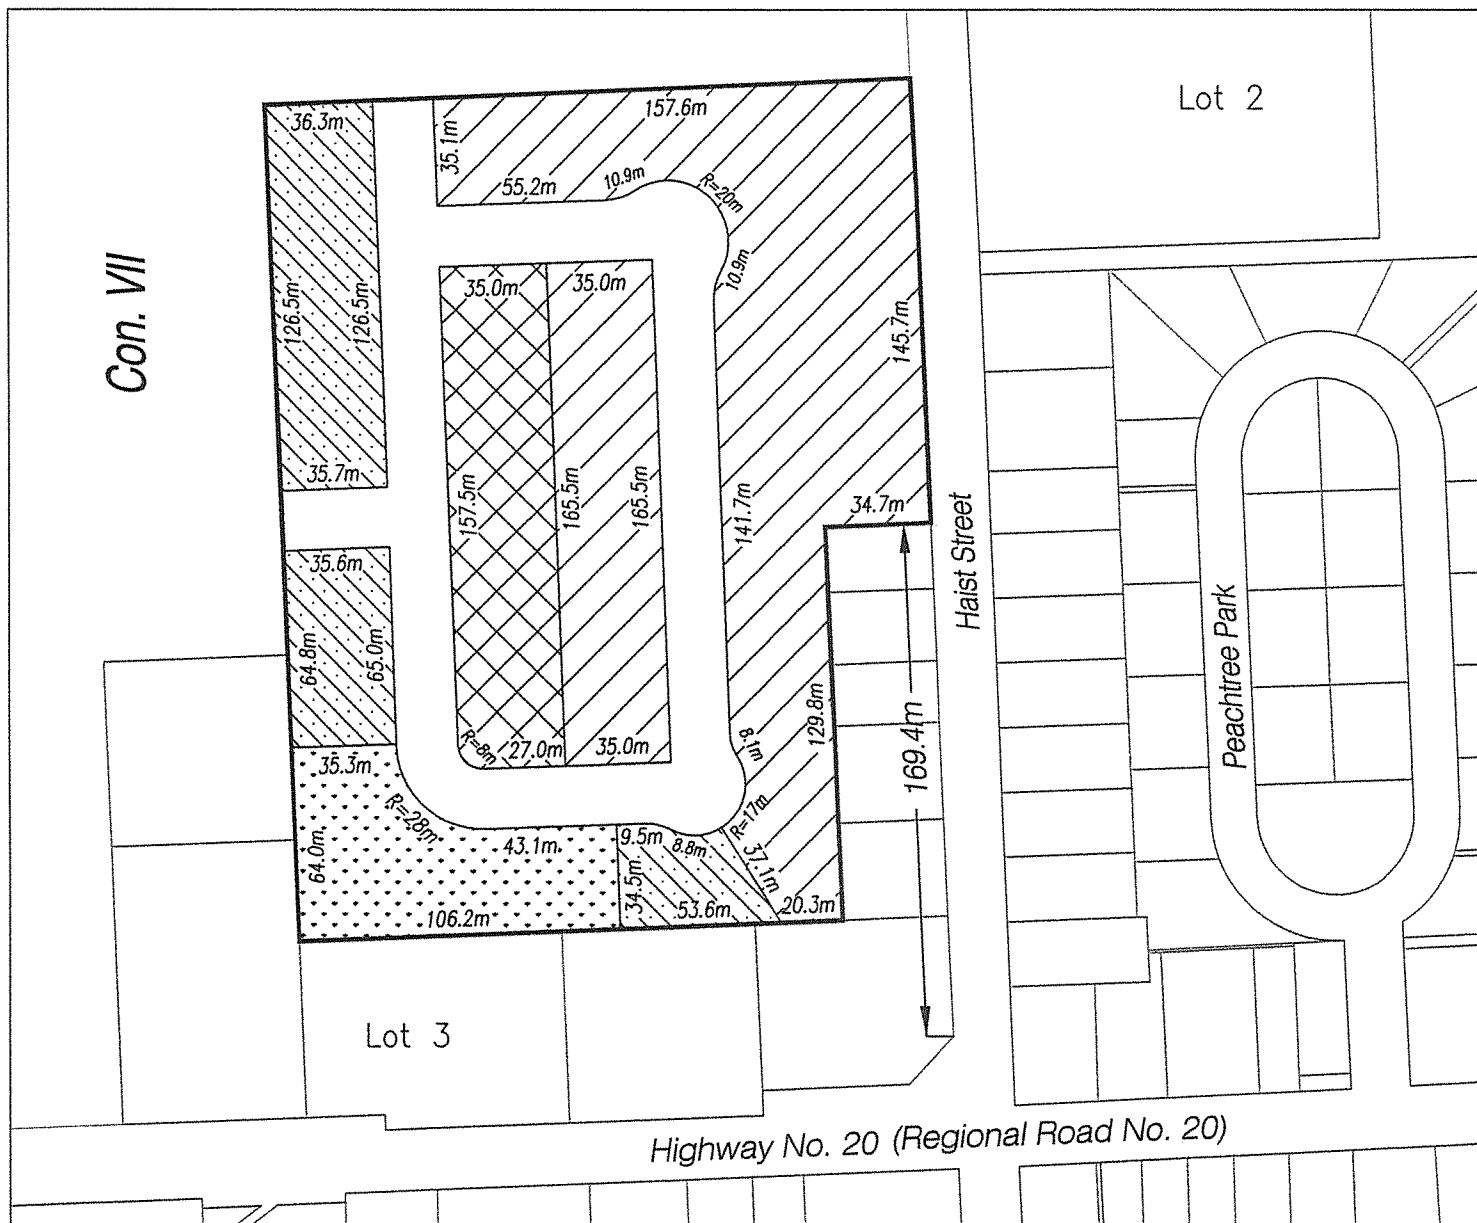 Lot 2
Con. VII
36.3m
157.6m
35.1m
55.2m
10.9m
R=20m
10.9m
126.5m
126.5m
35.0m
35.0m
145.7m
35.7m
157.5m
165.5m
165.5m
141.7m
34.7m
Haist Street
35.6m
64.8m
65.0m
Peachtree Park
129.8m
169.4m
R=8m
27.0m
35.0m
8.1m
35.3m
R=28m
R=17m
64.0m
43.1m
9.5m
8.8m
37.1m
34.5m
106.2m
53.6m
20.3m
Lot 3
Highway No. 20 (Regional Road No. 20)